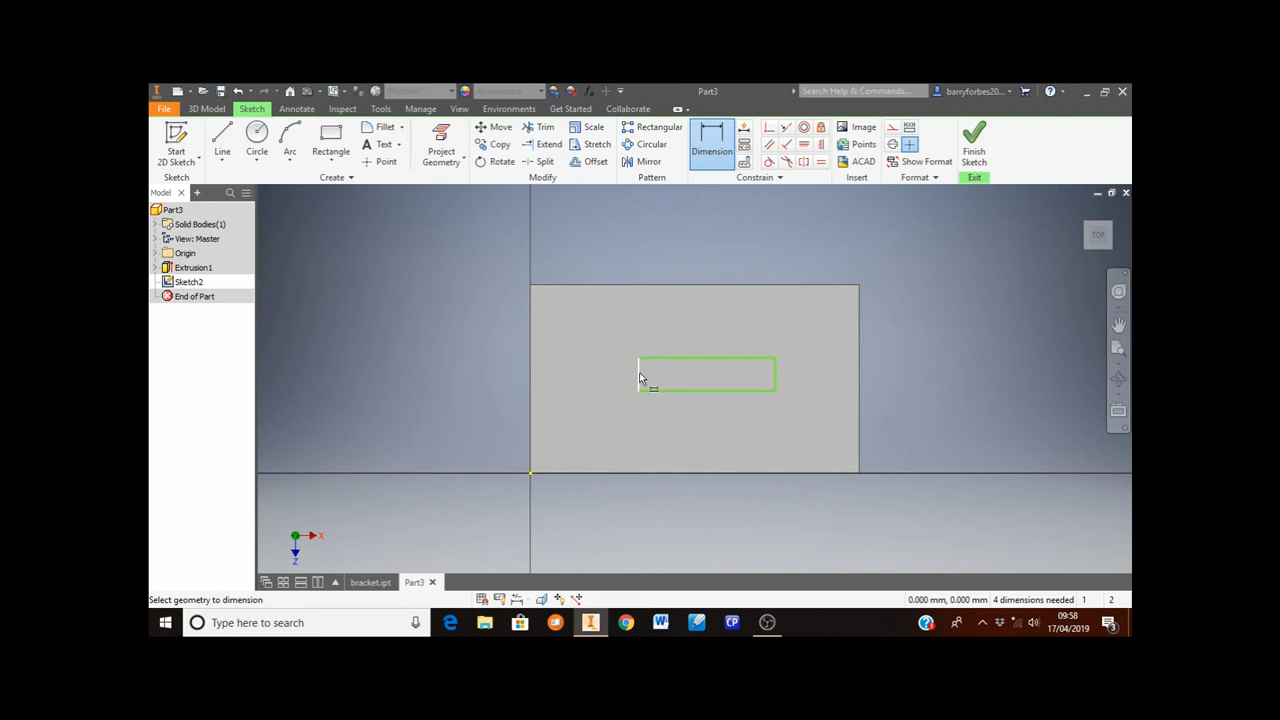 PRO Material Appearance Part3 Search Help & Commands... barryforbes20...
File 3D Model Sketch Annotate Inspect Tools Manage View Environments Get Started Collaborate
Start 2D Sketch Line Circle Arc Rectangle Fillet Text Point Project Geometry
Move Copy Rotate Trim Extend Split Scale Stretch Offset
Rectangular Circular Mirror Dimension Image Points ACAD Show Format Finish Sketch
Sketch Create Modify Pattern Constrain Insert Format Exit
Model
Part3
Solid Bodies(1)
View: Master
Origin
Extrusion1
Sketch2
End of Part
TOP
X
Z
bracket.ipt Part3
Select geometry to dimension 0.000 mm, 0.000 mm 4 dimensions needed 1 2
Type here to search CP 09:58
17/04/2019 3